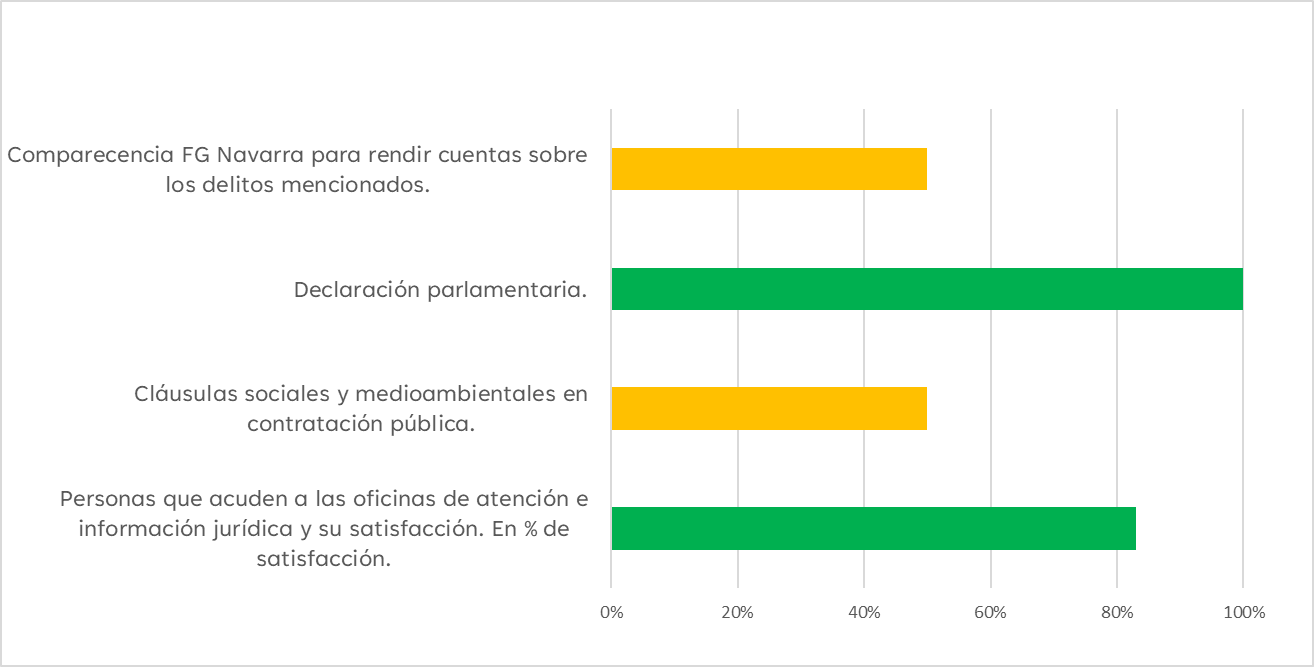 Comparecencia FG Navarra para rendir cuentas sobre
los delitos mencionados.
Declaración parlamentaria.
Cláusulas sociales y medioambientales en
contratación pública.
Personas que acuden a las oficinas de atención e
información jurídica y su satisfacción. En % de
satisfacción.
0% 20% 40% 60% 80% 100%